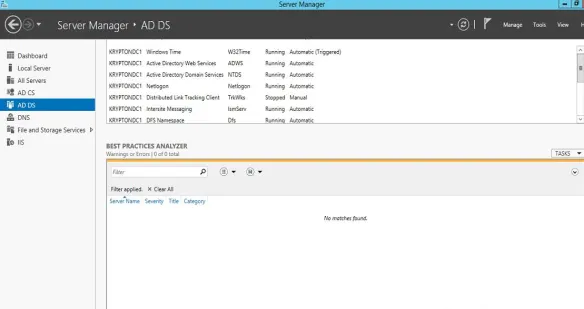 Server Manager
Server Manager • AD DS
Manage Tools View
Dashboard
Local Server
All Servers
AD CS
AD DS
DNS
File and Storage Services
IIS
KRYPTONDC1 Windows Time W32Time Running Automatic (Triggered)
KRYPTONDC1 Active Directory Web Services ADWS Running Automatic
KRYPTONDC1 Active Directory Domain Services NTDS Running Automatic
KRYPTONDC1 Netlogon Netlogon Running Automatic
KRYPTONDC1 Distributed Link Tracking Client TrkWks Stopped Manual
KRYPTONDC1 Intersite Messaging IsmServ Running Automatic
KRYPTONDC1 DFS Namespace Dfs Running Automatic
BEST PRACTICES ANALYZER
Warnings or Errors | 0 of 0 total
TASKS
Filter
Filter applied. × Clear All
Server Name Severity Title Category
No matches found.